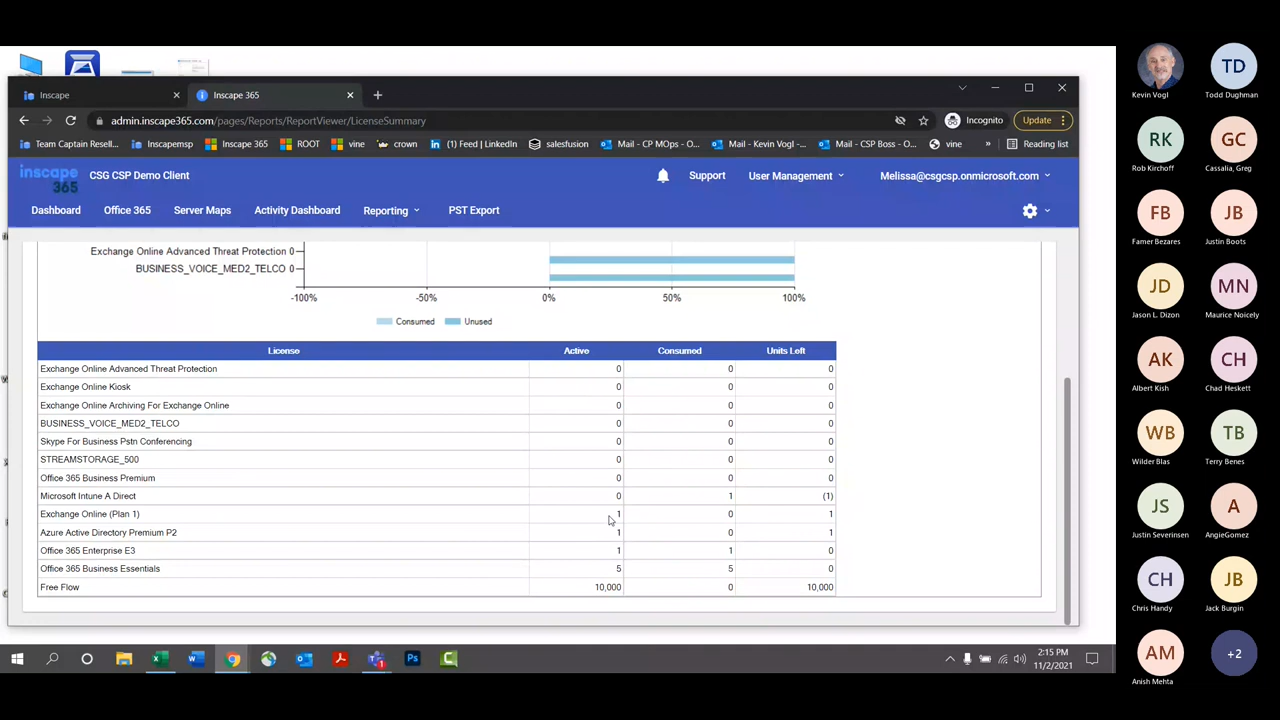 Inscape
Inscape 365
admin.inscape365.com/pages/Reports/ReportViewer/LicenseSummary
Incognito
Update
Team Captain Resell...
Inscapemsp
Inscape 365
ROOT
vine
crown
(1) Feed | LinkedIn
salesfusion
Mail - CP MOps - O...
Mail - Kevin Vogl -...
Mail - CSP Boss - O...
vine
»
Reading list
inscape
365
CSG CSP Demo Client
Support
User Management
Melissa@csgcsp.onmicrosoft.com
Dashboard
Office 365
Server Maps
Activity Dashboard
Reporting
PST Export
Exchange Online Advanced Threat Protection 0
BUSINESS_VOICE_MED2_TELCO 0
-100% -50% 0% 50% 100%
Consumed Unused
License Active Consumed Units Left
Exchange Online Advanced Threat Protection 0 0 0
Exchange Online Kiosk 0 0 0
Exchange Online Archiving For Exchange Online 0 0 0
BUSINESS_VOICE_MED2_TELCO 0 0 0
Skype For Business Pstn Conferencing 0 0 0
STREAMSTORAGE_500 0 0 0
Office 365 Business Premium 0 0 0
Microsoft Intune A Direct 0 1 (1)
Exchange Online (Plan 1) 1 0 1
Azure Active Directory Premium P2 1 0 1
Office 365 Enterprise E3 1 1 0
Office 365 Business Essentials 5 5 0
Free Flow 10,000 0 10,000
2:15 PM
11/2/2021
Kevin Vogl
TD
Todd Dughman
RK
Rob Kirchoff
GC
Cassalia, Greg
FB
Famer Bezares
JB
Justin Boots
JD
Jason L. Dizon
MN
Maurice Noicely
AK
Albert Kish
CH
Chad Heskett
WB
Wilder Blas
TB
Terry Benes
JS
Justin Severinsen
A
AngieGomez
CH
Chris Handy
JB
Jack Burgin
AM
Anish Mehta
+2